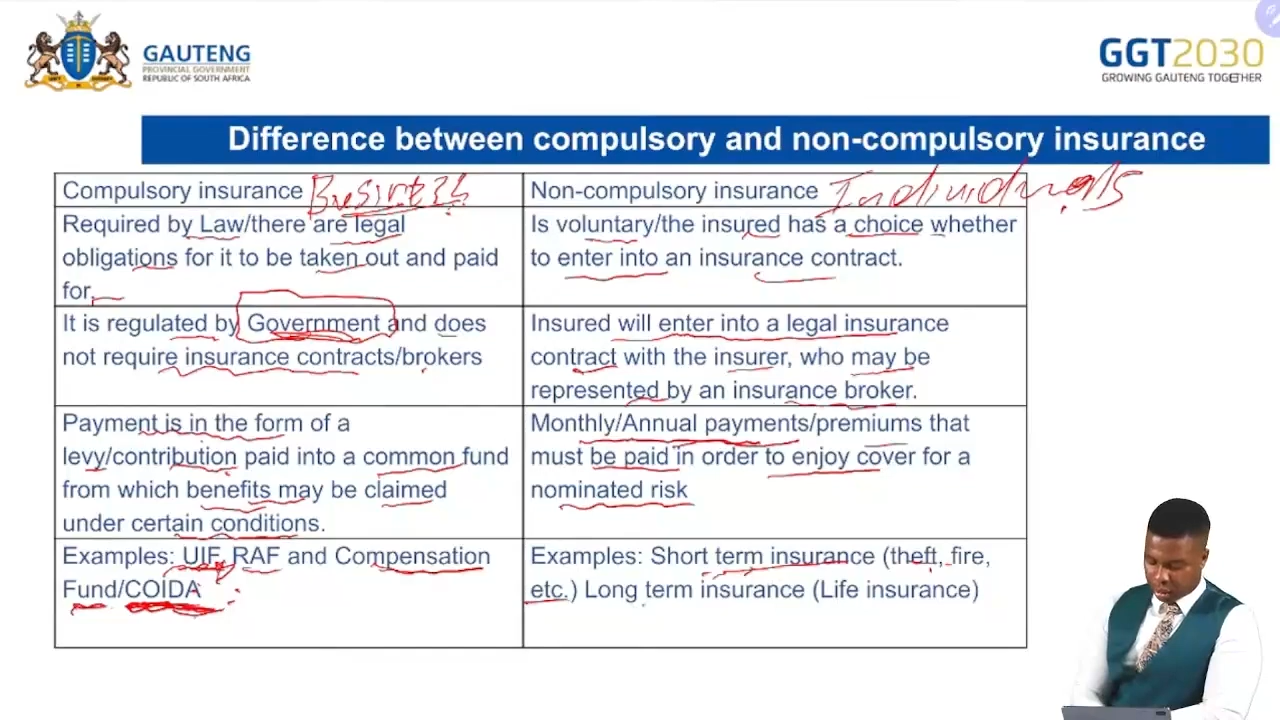 GAUTENG
PROVINCIAL GOVERNMENT
REPUBLIC OF SOUTH AFRICA
GGT2030
GROWING GAUTENG TOGETHER
Difference between compulsory and non-compulsory insurance
Compulsory insurance Business
Non-compulsory insurance Individuals
Required by Law/there are legal
obligations for it to be taken out and paid
for.
Is voluntary/the insured has a choice whether
to enter into an insurance contract.
It is regulated by Government and does
not require insurance contracts/brokers
Insured will enter into a legal insurance
contract with the insurer, who may be
represented by an insurance broker.
Payment is in the form of a
levy/contribution paid into a common fund
from which benefits may be claimed
under certain conditions.
Monthly/Annual payments/premiums that
must be paid in order to enjoy cover for a
nominated risk
Examples: UIF, RAF and Compensation
Fund/COIDA
Examples: Short term insurance (theft, fire,
etc.) Long term insurance (Life insurance)